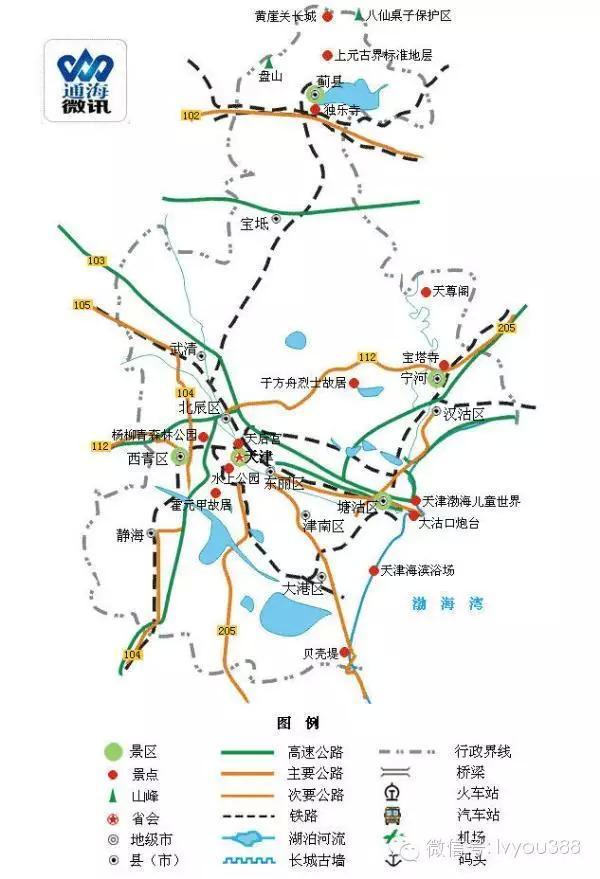 黄崖关长城
八仙桌子保护区
通海
微讯
上元古界标准地层
盘山
蓟县
独乐寺
102
宝坻
103
天尊阁
105
205
武清
112
宝塔寺
宁河
104
于方舟烈士故居
北辰区
汉沽区
杨柳青森林公园
天后宫
112
西青区
天津
水上公园
东丽区
霍元甲故居
塘沽区
天津渤海儿童世界
大沽口炮台
静海
津南区
天津海滨浴场
大港区
渤海湾
205
104
贝壳堤
图 例
景区
高速公路
行政界线
景点
主要公路
桥梁
山峰
次要公路
火车站
省会
铁路
汽车站
地级市
湖泊河流
机场
县（市）
长城古墙
码头
微信号: lvyou388